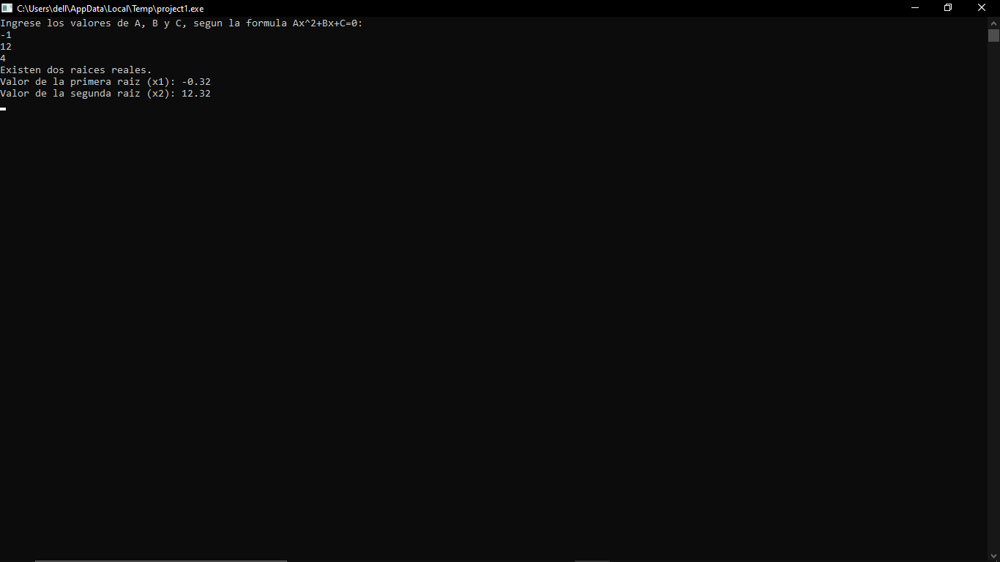 C:\Users\dell\AppData\Local\Temp\project1.exe
Ingrese los valores de A, B y C, segun la formula Ax^2+Bx+C=0:
-1
12
4
Existen dos raices reales.
Valor de la primera raiz (x1): -0.32
Valor de la segunda raiz (x2): 12.32